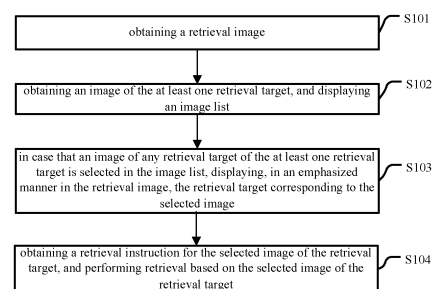 obtaining a retrieval image
S101
obtaining an image of the at least one retrieval target, and displaying
an image list
S102
in case that an image of any retrieval target of the at least one retrieval
target is selected in the image list, displaying, in an emphasized
manner in the retrieval image, the retrieval target corresponding to the
selected image
S103
obtaining a retrieval instruction for the selected image of the retrieval
target, and performing retrieval based on the selected image of the
retrieval target
S104